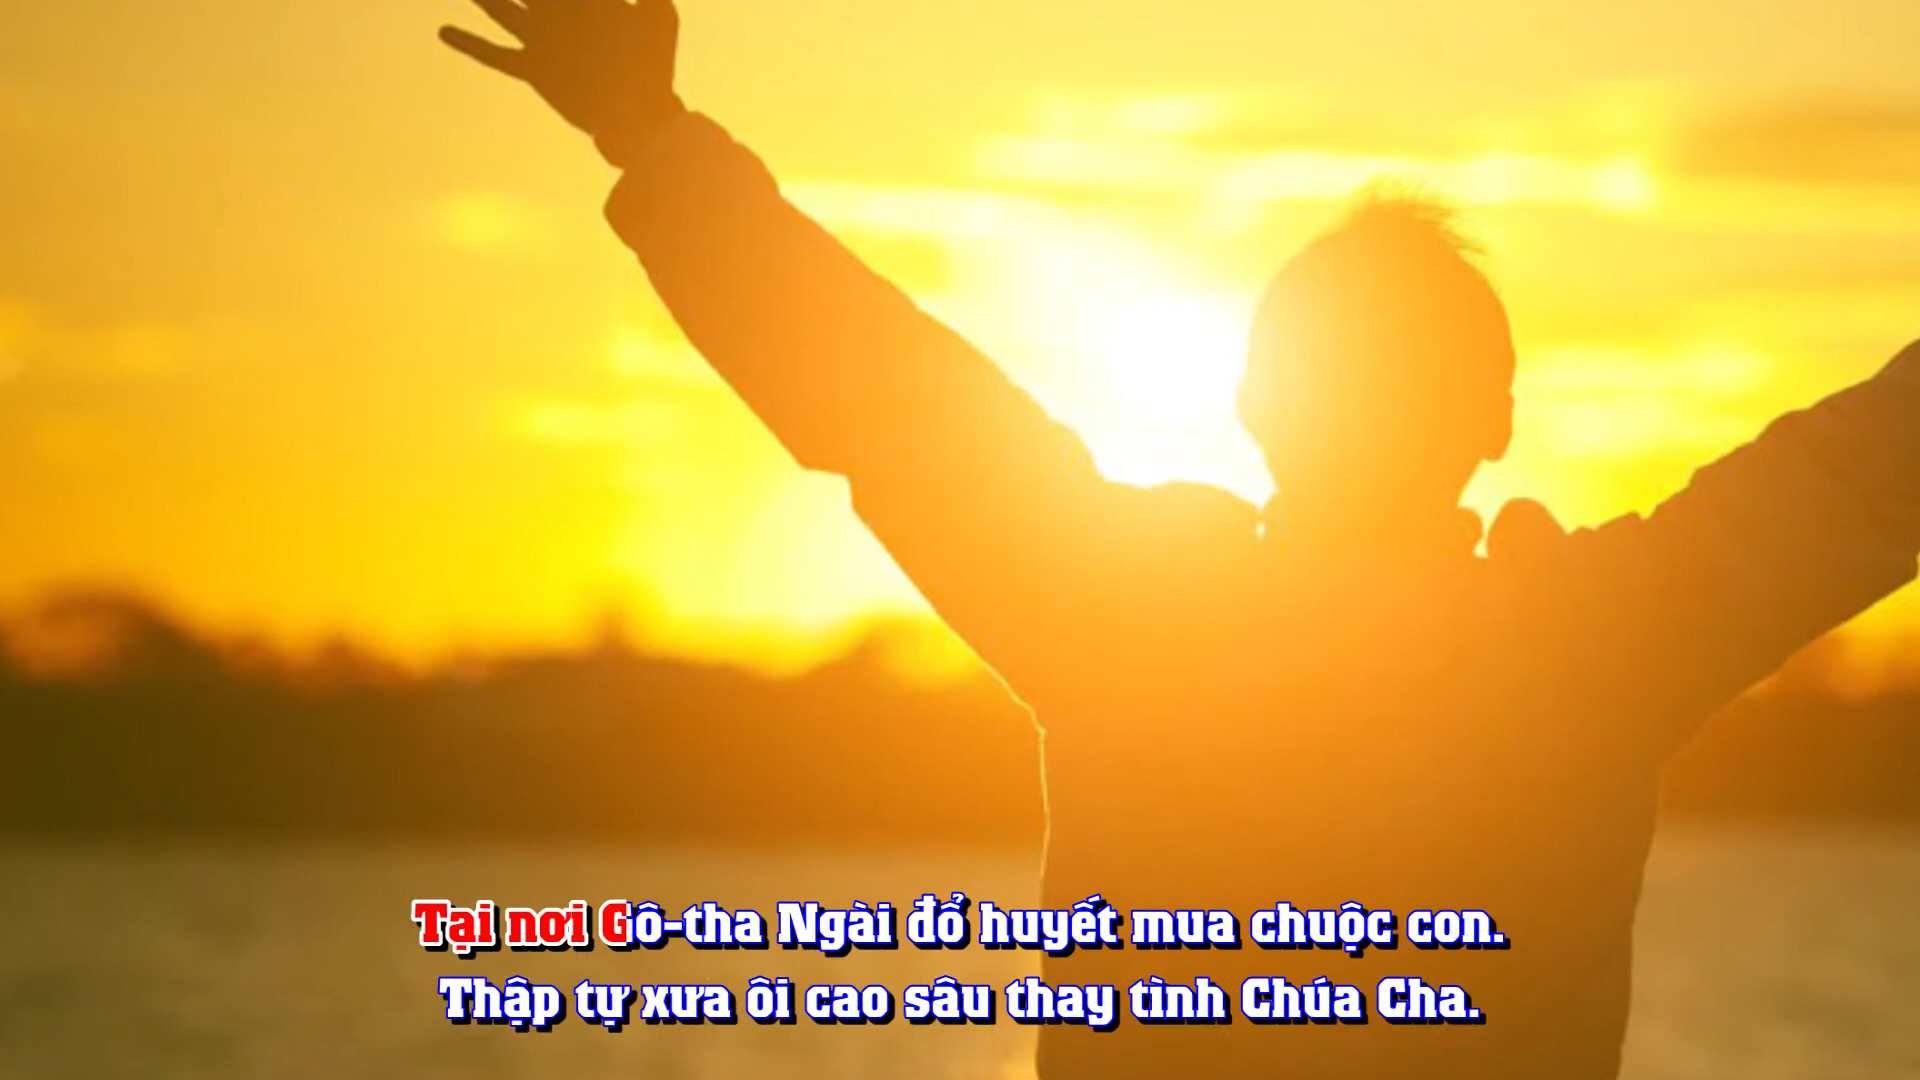 Tại nơi Gô-tha Ngài đổ huyết mua chuộc con.
Thập tự xưa ôi cao sâu thay tình Chúa Cha.